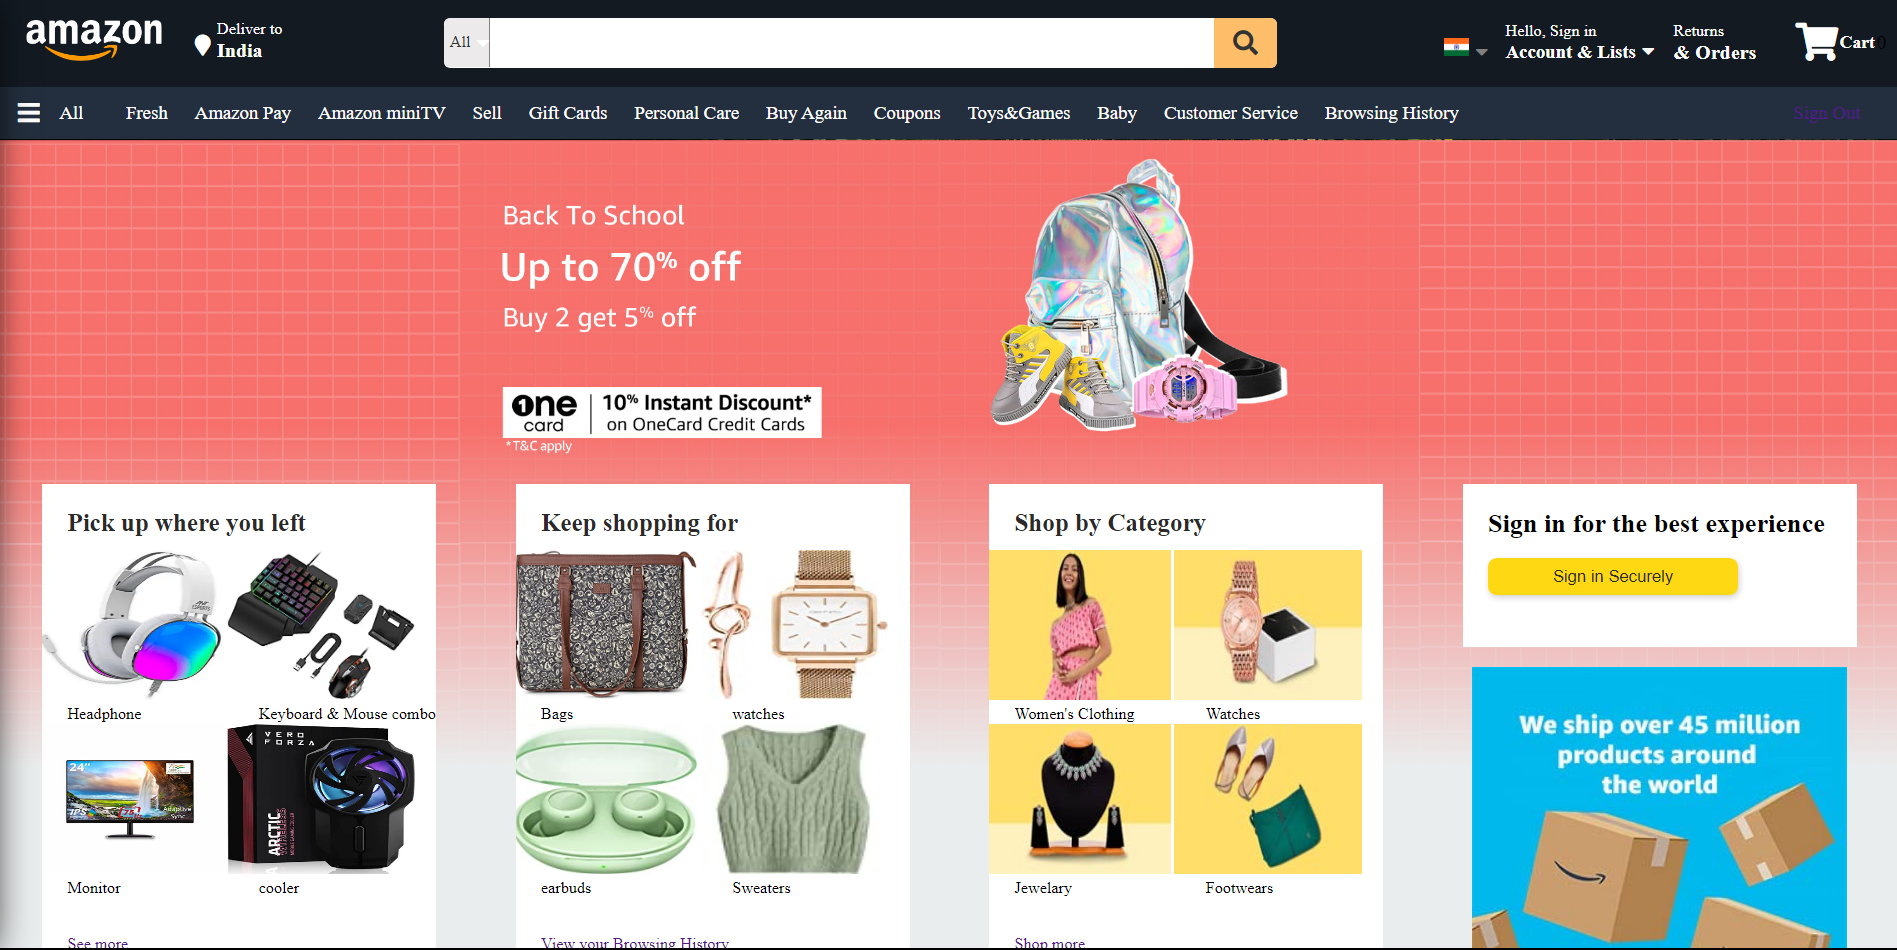 amazon
Deliver to
India
All
Hello, Sign in
Account & Lists
Returns
& Orders
Cart 0
All
Fresh
Amazon Pay
Amazon miniTV
Sell
Gift Cards
Personal Care
Buy Again
Coupons
Toys&Games
Baby
Customer Service
Browsing History
Sign Out
Back To School
Up to 70% off
Buy 2 get 5% off
one card
10% Instant Discount*
on OneCard Credit Cards
*T&C apply
Pick up where you left
Headphone
Keyboard & Mouse combo
24"
IPS
Adaptive
Sync
VERO
FORZA
ARCTIC
Monitor
cooler
See more
Keep shopping for
Bags
watches
earbuds
Sweaters
View your Browsing History
Shop by Category
Women's Clothing
Watches
Jewelary
Footwears
Shop more
Sign in for the best experience
Sign in Securely
We ship over 45 million
products around
the world